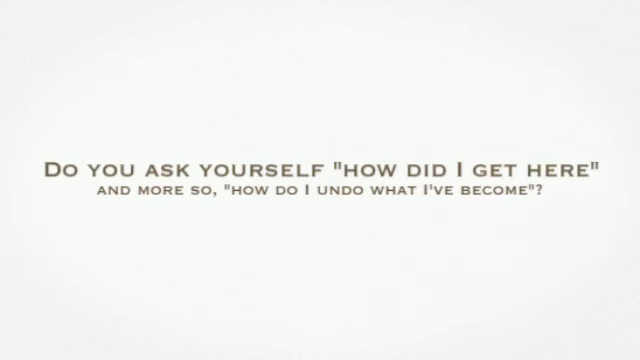 Do you ask yourself "how did I get here"
and more so, "how do I undo what I've become"?